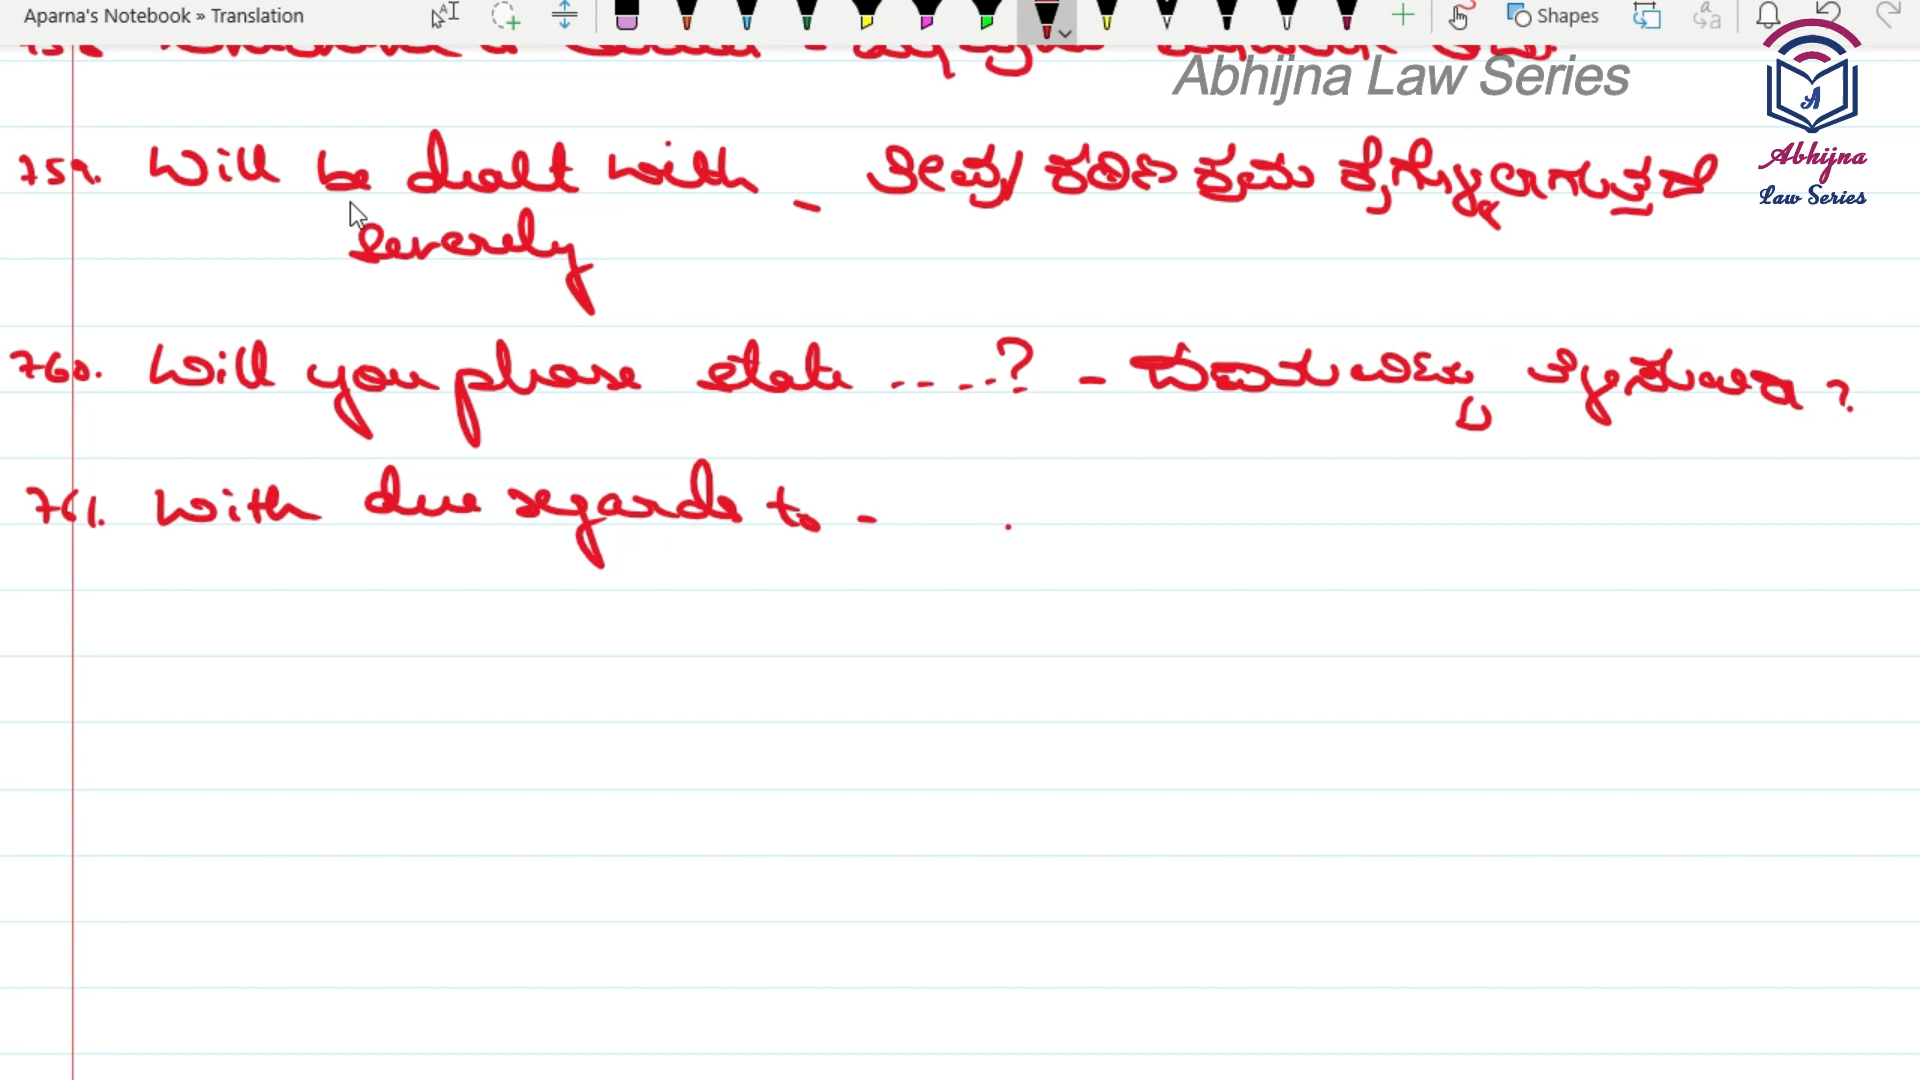 Aparna's Notebook » Translation
Shapes
Abhijna Law Series
Abhijna
Law Series
759. Will be dealt with - ತೀವ್ರ ಕಠಿಣ ಕ್ರಮ ಕೈಗೊಳ್ಳಲಾಗುತ್ತದೆ
severely
760. Will you please state .. ....? - ದಯಮಾಡಿ ತಿಳಿಸುವಿರಾ ?
761. With due regards to -